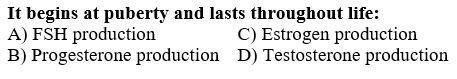 It begins at puberty and lasts throughout life:
A) FSH production C) Estrogen production
B) Progesterone production D) Testosterone production